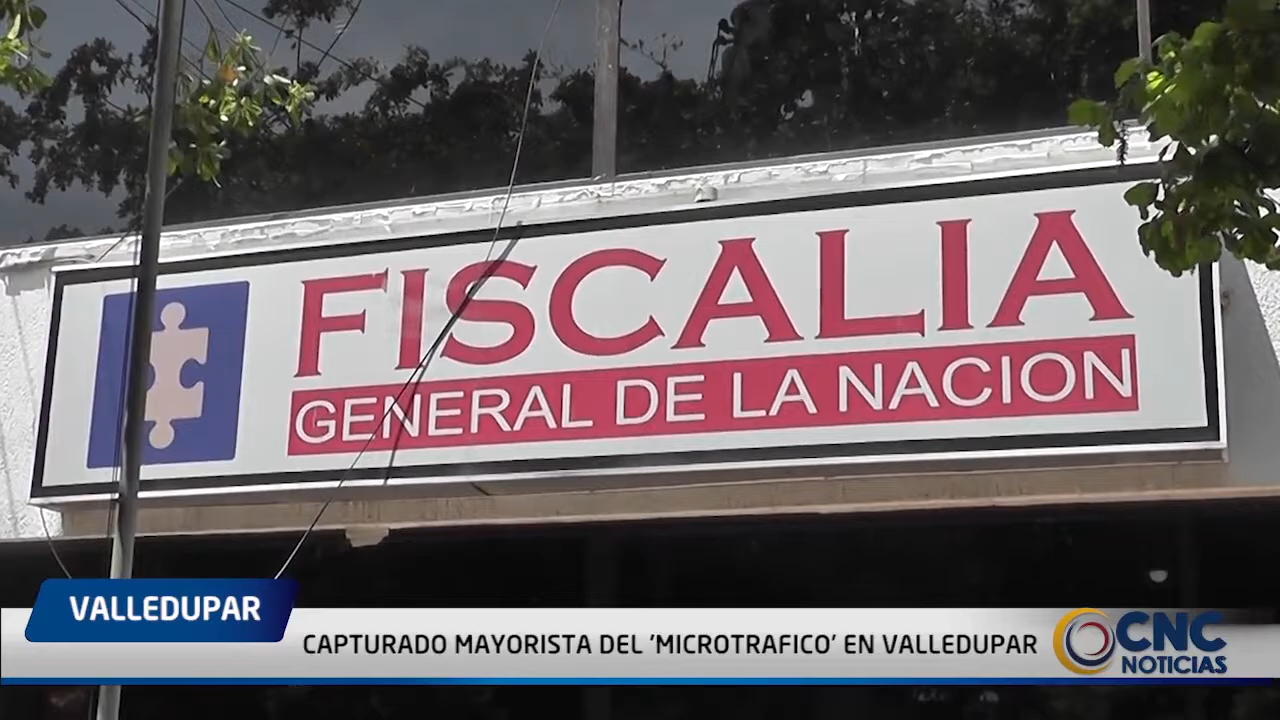 FISCALIA
GENERAL DE LA NACION
VALLEDUPAR
CAPTURADO MAYORISTA DEL 'MICROTRAFICO' EN VALLEDUPAR
CNC
NOTICIAS